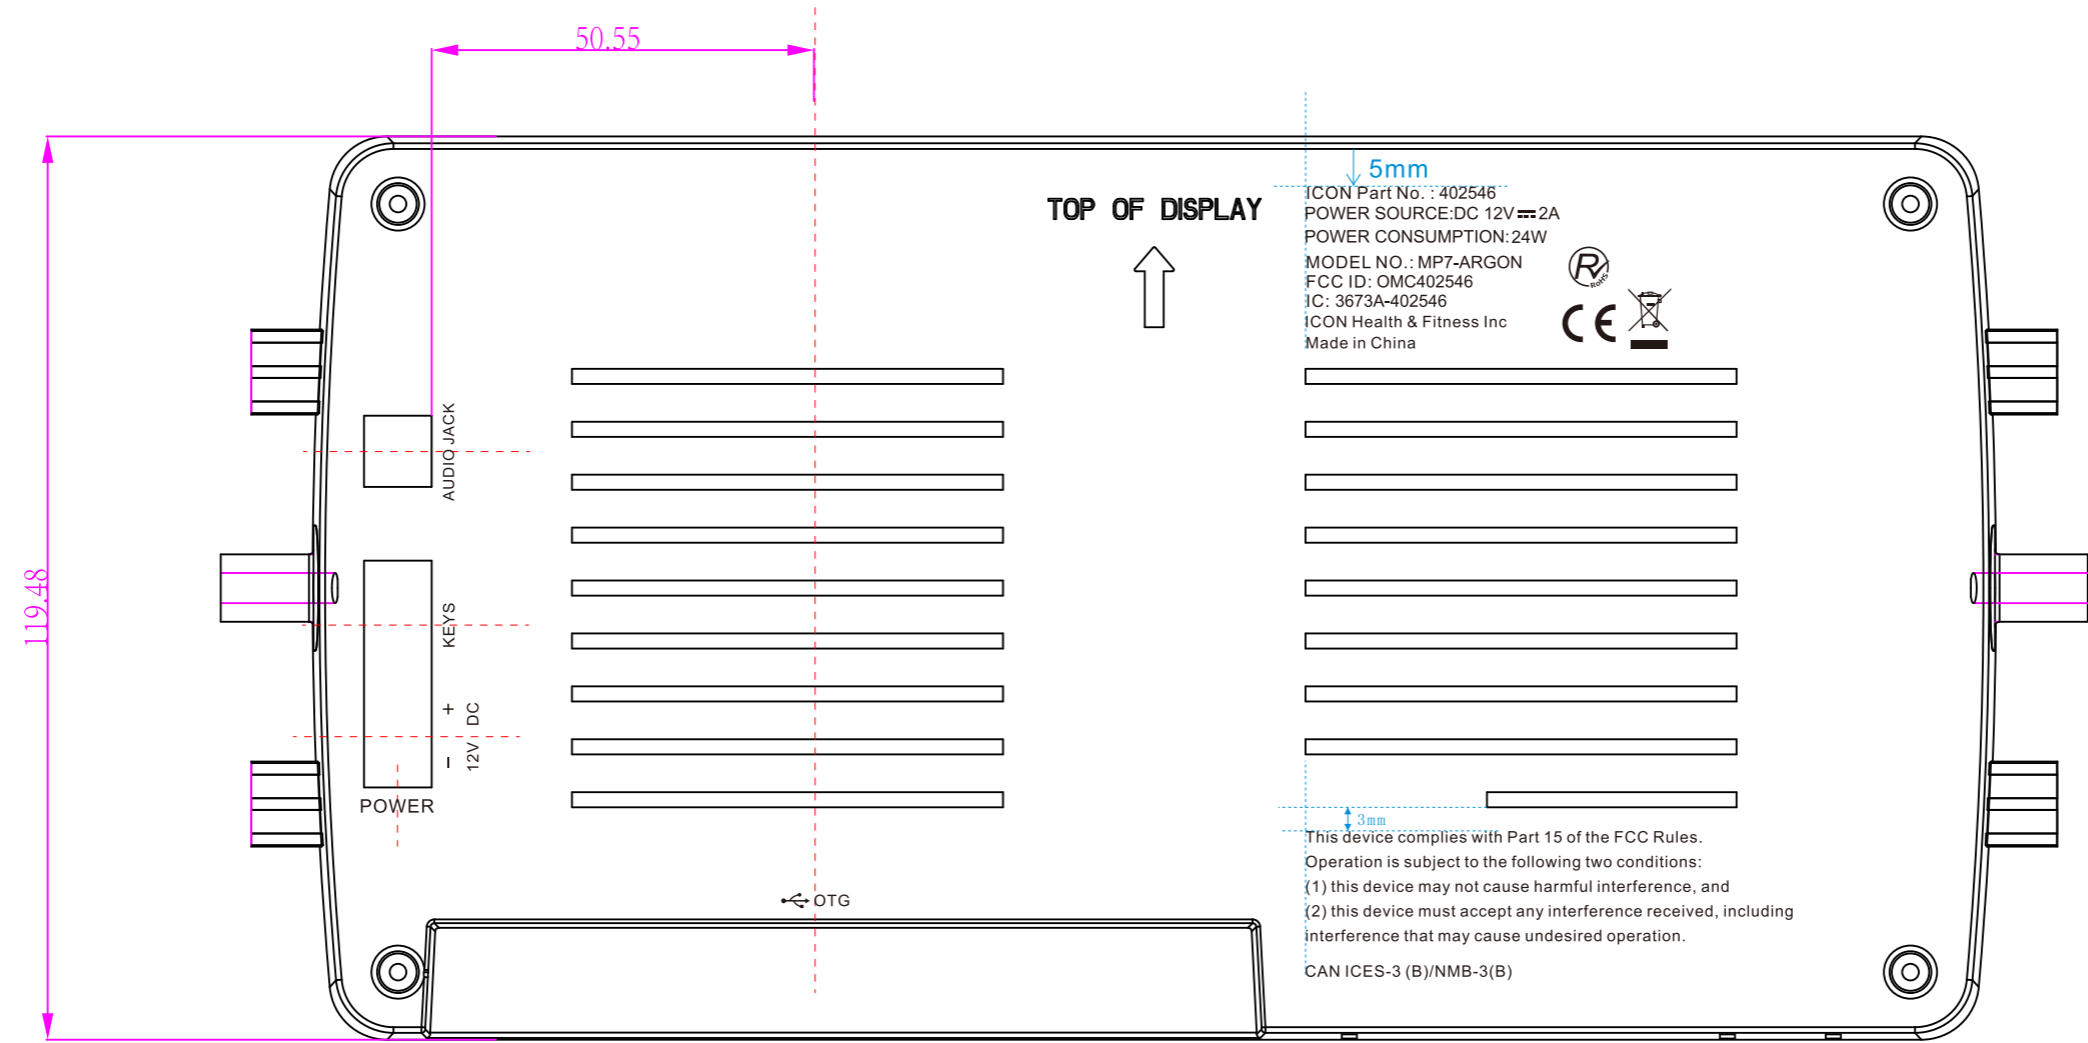 50.55
5mm
ICON Part No. : 402546
TOP OF DISPLAY
POWER SOURCE:DC 12V⎓2A
POWER CONSUMPTION:24W
MODEL NO.: MP7-ARGON
FCC ID: OMC402546
IC: 3673A-402546
ICON Health & Fitness Inc
Made in China
R
RoHS
CE
AUDIO JACK
119.48
KEYS
+
−
12V DC
POWER
3mm
This device complies with Part 15 of the FCC Rules.
Operation is subject to the following two conditions:
(1) this device may not cause harmful interference, and
(2) this device must accept any interference received, including
interference that may cause undesired operation.
OTG
CAN ICES-3 (B)/NMB-3(B)